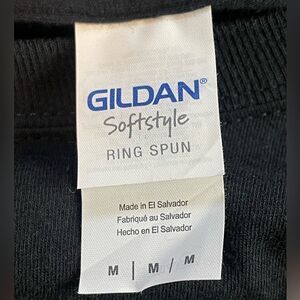 GILDAN®
Softstyle
RING SPUN
Made in El Salvador
Fabriqué au Salvador
Hecho en El Salvador
M | M / M